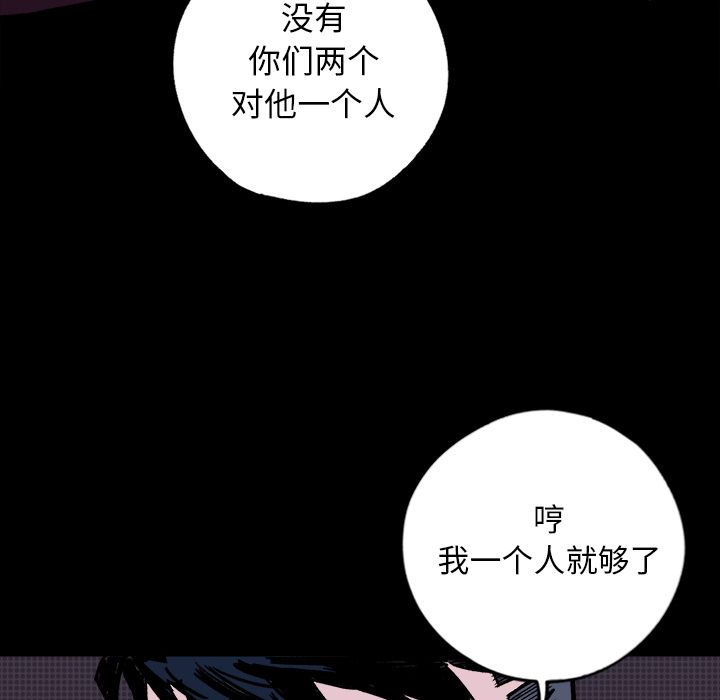 没有
你们两个
对他一个人
哼
我一个人就够了